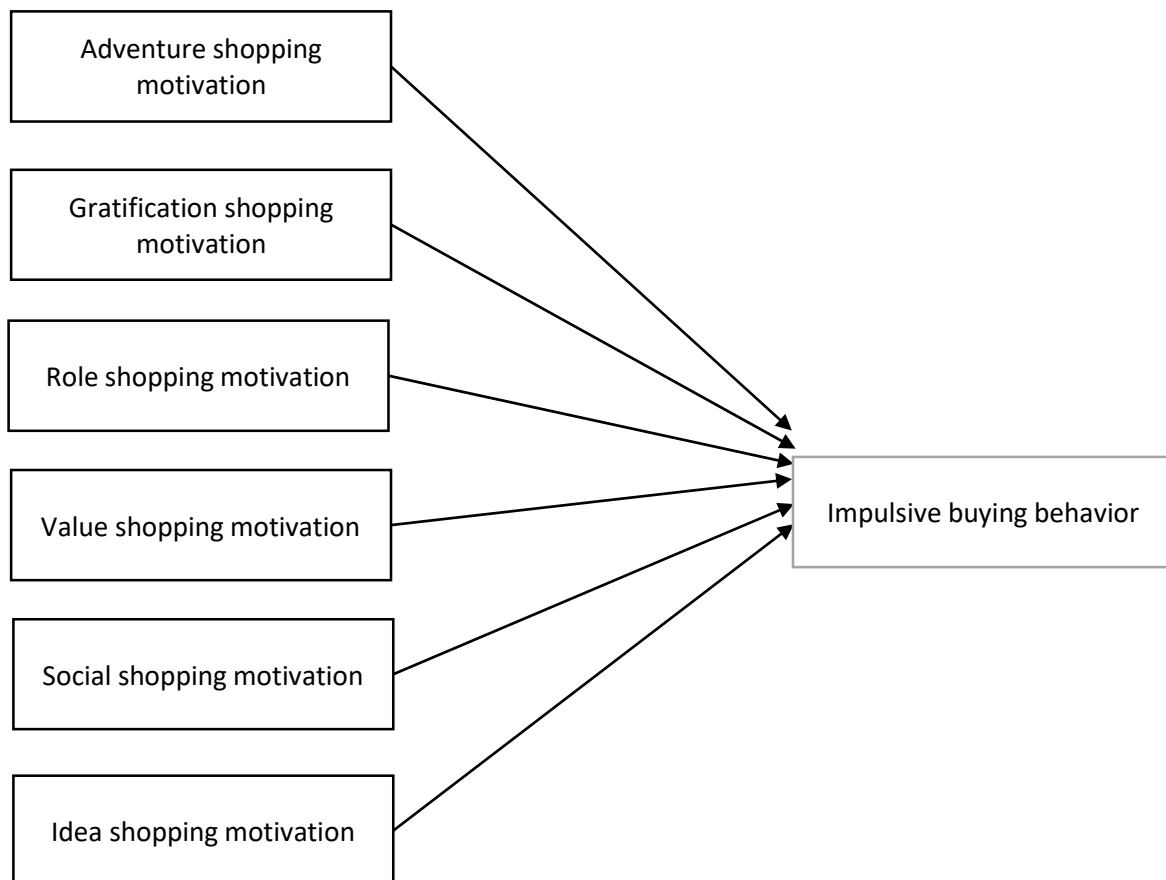 Adventure shopping
motivation
Gratification shopping
motivation
Role shopping motivation
Value shopping motivation
Impulsive buying behavior
Social shopping motivation
Idea shopping motivation